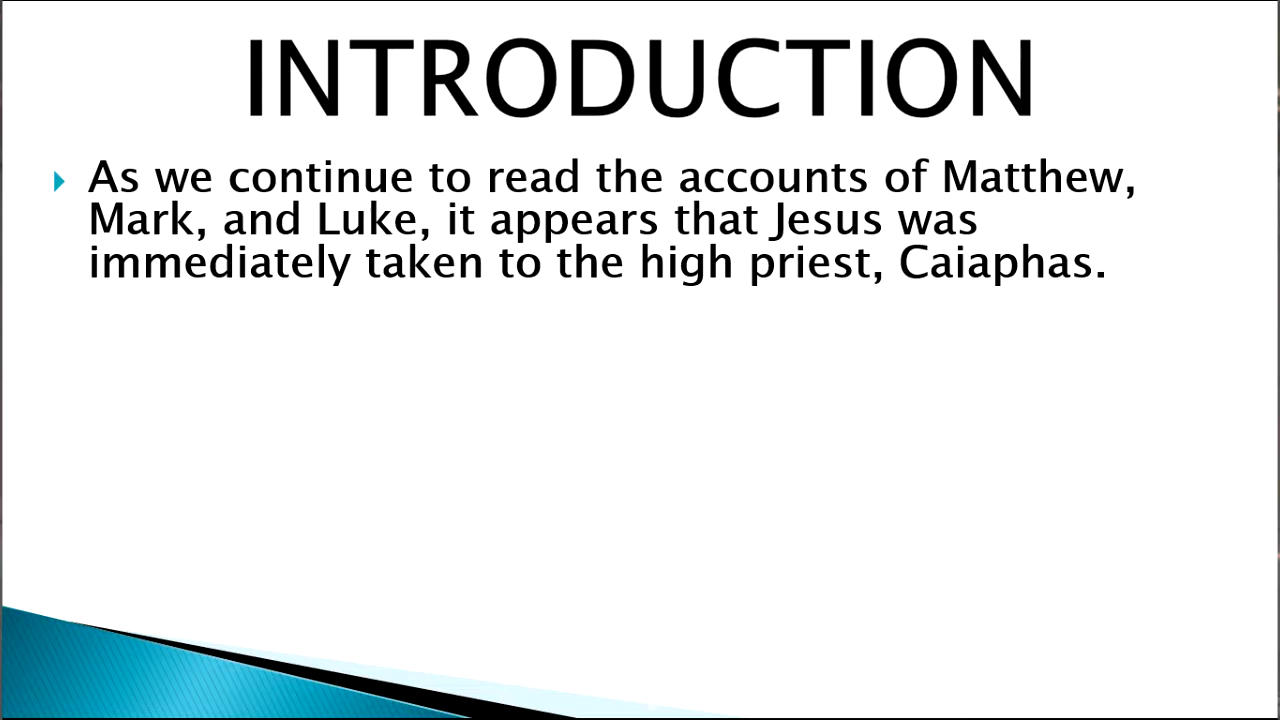 INTRODUCTION
As we continue to read the accounts of Matthew,
Mark, and Luke, it appears that Jesus was
immediately taken to the high priest, Caiaphas.